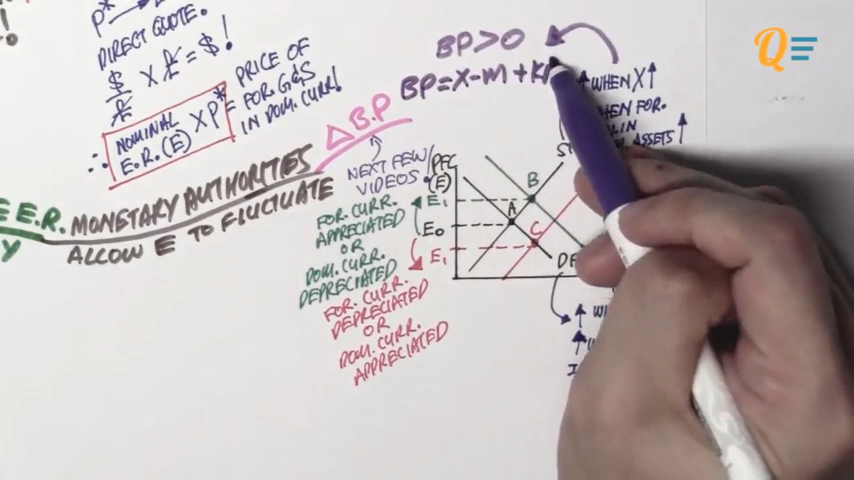 P*
DIRECT QUOTE.
$/£ X £ = $!
∴ NOMINAL E.R.(E) X P* = PRICE OF FOR. G&S IN DOM. CURR!
E.R. MONETARY AUTHORITIES
ALLOW E TO FLUCTUATE
Δ B.P
NEXT FEW VIDEOS.
FOR. CURR. APPRECIATED
OR
DOM. CURR. DEPRECIATED
FOR. CURR. DEPRECIATED
OR
DOM. CURR. APPRECIATED
BP>0
BP=X-M+K
↑ WHEN X↑
WHEN FOR.
IN
ASSETS ↑
PFC
(E)
E₁
E₀
E₁
A
B
C
S
DF
Q